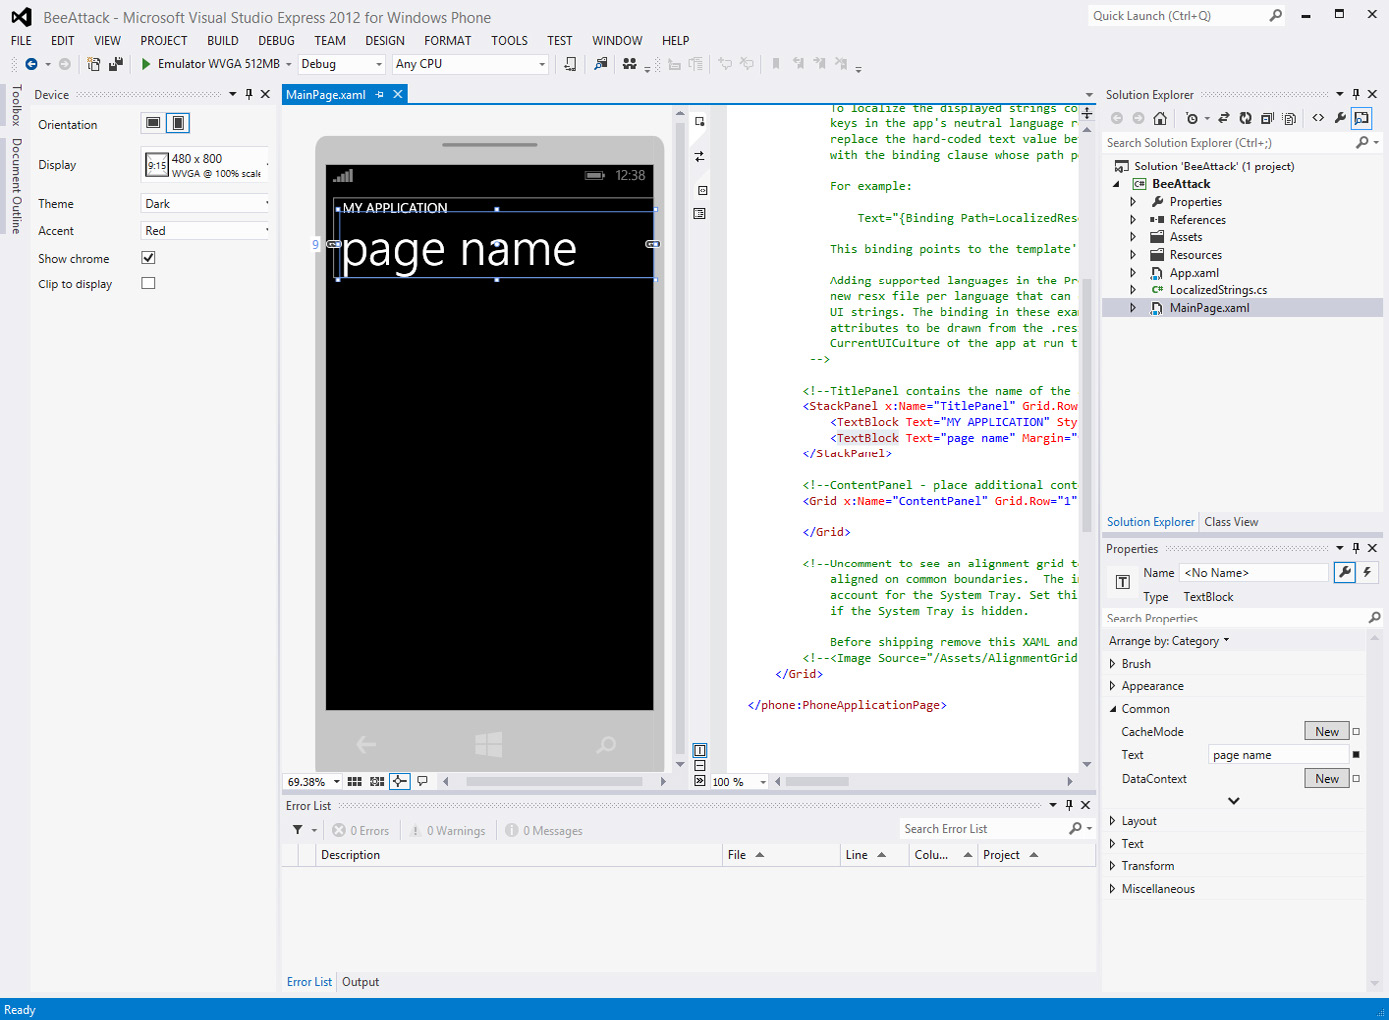 BeeAttack - Microsoft Visual Studio Express 2012 for Windows Phone
Quick Launch (Ctrl+Q)
FILE EDIT VIEW PROJECT BUILD DEBUG TEAM DESIGN FORMAT TOOLS TEST WINDOW HELP
Emulator WVGA 512MB Debug Any CPU
Toolbox
Document Outline
Device
Orientation
Display
9:15
480 x 800
WVGA @ 100% scale
Theme Dark
Accent Red
Show chrome
Clip to display
MainPage.xaml
12:38
MY APPLICATION
9
page name
69.38%
To localize the displayed strings co
keys in the app's neutral language r
replace the hard-coded text value be
with the binding clause whose path p
For example:
Text="{Binding Path=LocalizedRes
This binding points to the template'
Adding supported languages in the Pr
new resx file per language that can
UI strings. The binding in these exa
attributes to be drawn from the .res
CurrentUICulture of the app at run t
-->
<!--TitlePanel contains the name of the
<StackPanel x:Name="TitlePanel" Grid.Row
<TextBlock Text="MY APPLICATION" Sty
<TextBlock Text="page name" Margin="
</StackPanel>
<!--ContentPanel - place additional cont
<Grid x:Name="ContentPanel" Grid.Row="1"
</Grid>
<!--Uncomment to see an alignment grid t
aligned on common boundaries. The i
account for the System Tray. Set thi
if the System Tray is hidden.
Before shipping remove this XAML and
<!--<Image Source="/Assets/AlignmentGrid
</Grid>
</phone:PhoneApplicationPage>
100 %
Error List
0 Errors 0 Warnings 0 Messages
Search Error List
Description File Line Colu... Project
Error List Output
Solution Explorer
Search Solution Explorer (Ctrl+;)
Solution 'BeeAttack' (1 project)
BeeAttack
Properties
References
Assets
Resources
App.xaml
LocalizedStrings.cs
MainPage.xaml
Solution Explorer Class View
Properties
Name <No Name>
Type TextBlock
Search Properties
Arrange by: Category
Brush
Appearance
Common
CacheMode New
Text page name
DataContext New
Layout
Text
Transform
Miscellaneous
Ready